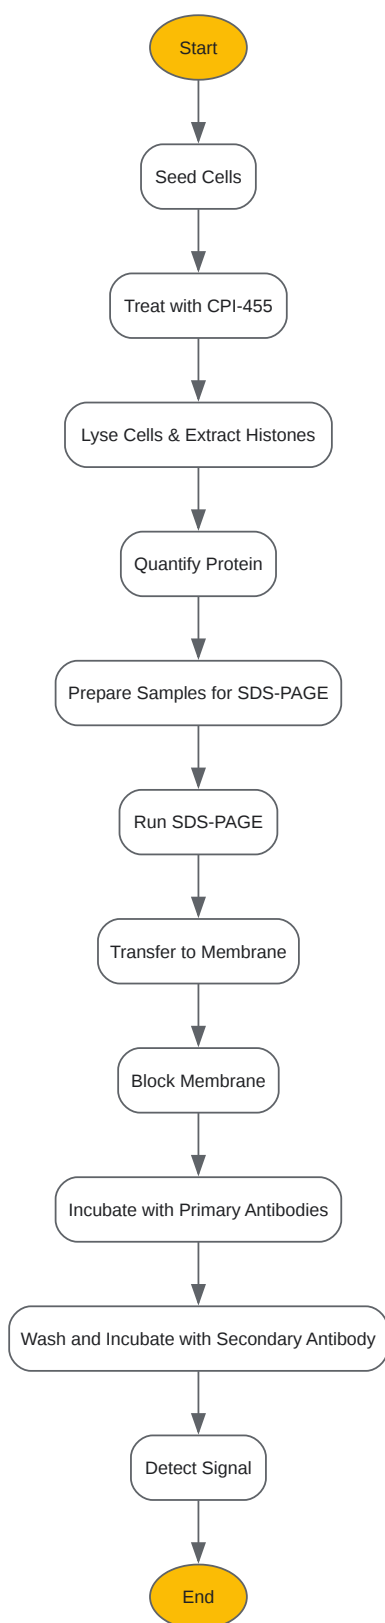 Start
Seed Cells
Treat with CPI-455
Lyse Cells & Extract Histones
Quantify Protein
Prepare Samples for SDS-PAGE
Run SDS-PAGE
Transfer to Membrane
Block Membrane
Incubate with Primary Antibodies
Wash and Incubate with Secondary Antibody
Detect Signal
End